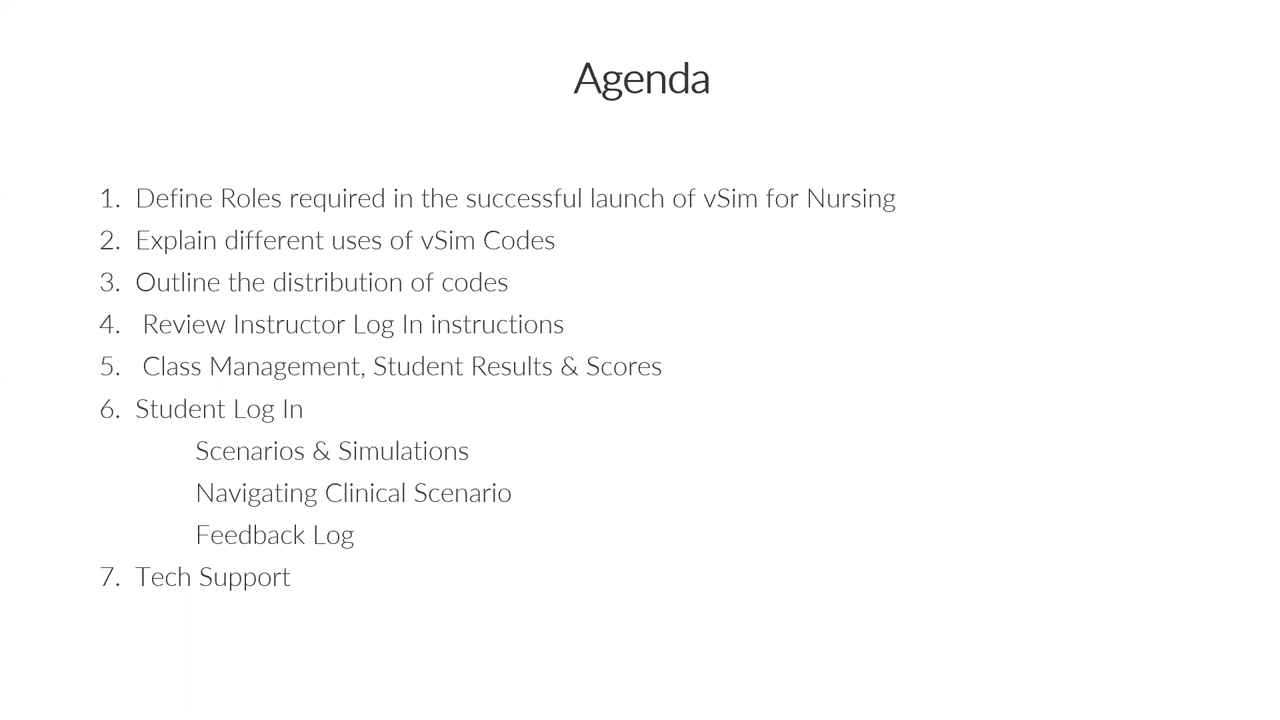 Agenda
1. Define Roles required in the successful launch of vSim for Nursing
2. Explain different uses of vSim Codes
3. Outline the distribution of codes
4. Review Instructor Log In instructions
5. Class Management, Student Results & Scores
6. Student Log In
Scenarios & Simulations
Navigating Clinical Scenario
Feedback Log
7. Tech Support